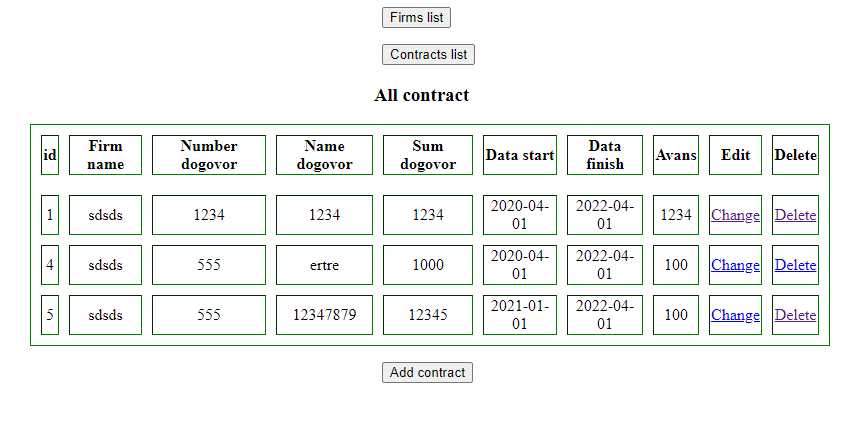 Firms list
Contracts list
All contract
id Firm name Number dogovor Name dogovor Sum dogovor Data start Data finish Avans Edit Delete
1 sdsds 1234 1234 1234 2020-04-01 2022-04-01 1234 Change Delete
4 sdsds 555 ertre 1000 2020-04-01 2022-04-01 100 Change Delete
5 sdsds 555 12347879 12345 2021-01-01 2022-04-01 100 Change Delete
Add contract